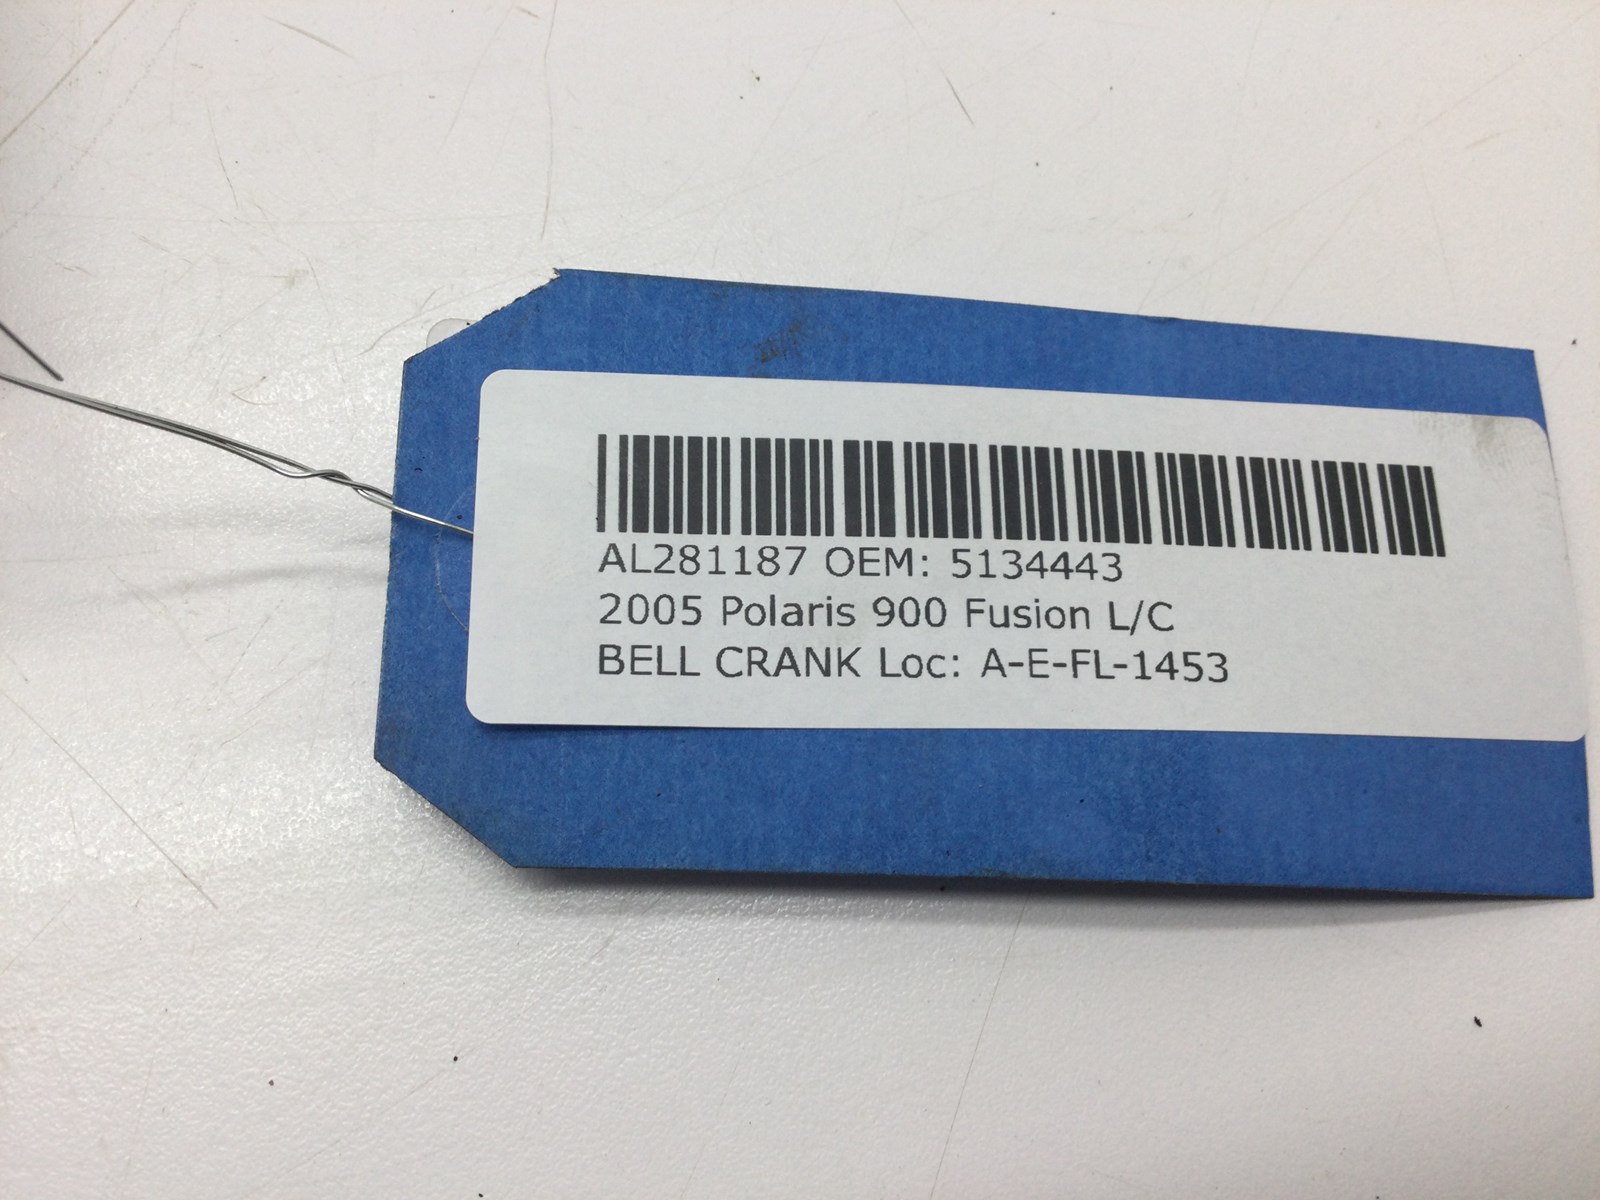 AL281187 OEM: 5134443
2005 Polaris 900 Fusion L/C
BELL CRANK Loc: A-E-FL-1453